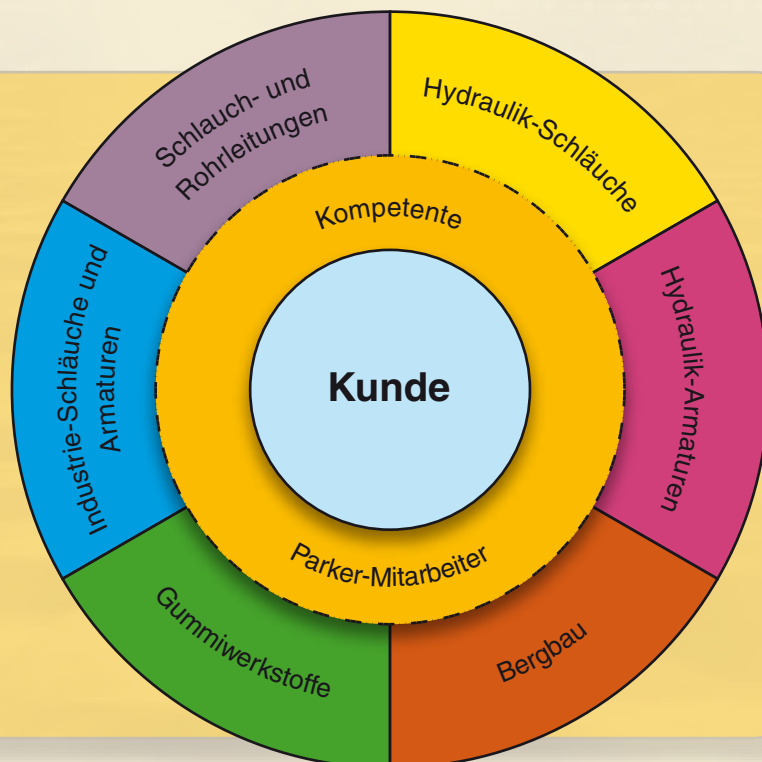 Schlauch- und
Rohrleitungen
Hydraulik-Schläuche
Kompetente
Industrie-Schläuche und
Armaturen
Kunde
Hydraulik-Armaturen
Parker-Mitarbeiter
Gummiwerkstoffe
Bergbau